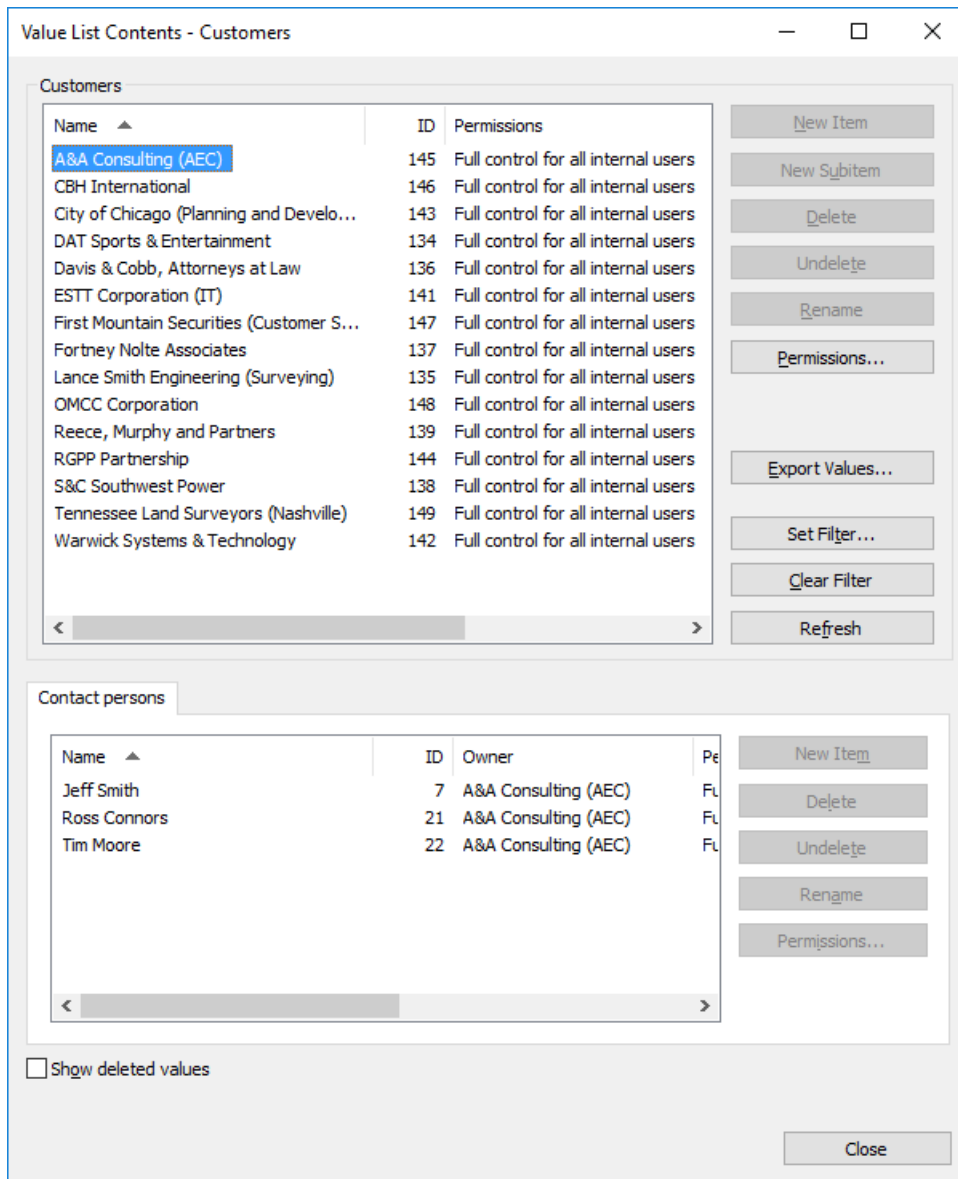 Value List Contents - Customers
Customers
Name ID Permissions
A&A Consulting (AEC) 145 Full control for all internal users
CBH International 146 Full control for all internal users
City of Chicago (Planning and Develo... 143 Full control for all internal users
DAT Sports & Entertainment 134 Full control for all internal users
Davis & Cobb, Attorneys at Law 136 Full control for all internal users
ESTT Corporation (IT) 141 Full control for all internal users
First Mountain Securities (Customer S... 147 Full control for all internal users
Fortney Nolte Associates 137 Full control for all internal users
Lance Smith Engineering (Surveying) 135 Full control for all internal users
OMCC Corporation 148 Full control for all internal users
Reece, Murphy and Partners 139 Full control for all internal users
RGPP Partnership 144 Full control for all internal users
S&C Southwest Power 138 Full control for all internal users
Tennessee Land Surveyors (Nashville) 149 Full control for all internal users
Warwick Systems & Technology 142 Full control for all internal users
New Item
New Subitem
Delete
Undelete
Rename
Permissions...
Export Values...
Set Filter...
Clear Filter
Refresh
Contact persons
Name ID Owner Pe
Jeff Smith 7 A&A Consulting (AEC) Fu
Ross Connors 21 A&A Consulting (AEC) Fu
Tim Moore 22 A&A Consulting (AEC) Fu
New Item
Delete
Undelete
Rename
Permissions...
Show deleted values
Close